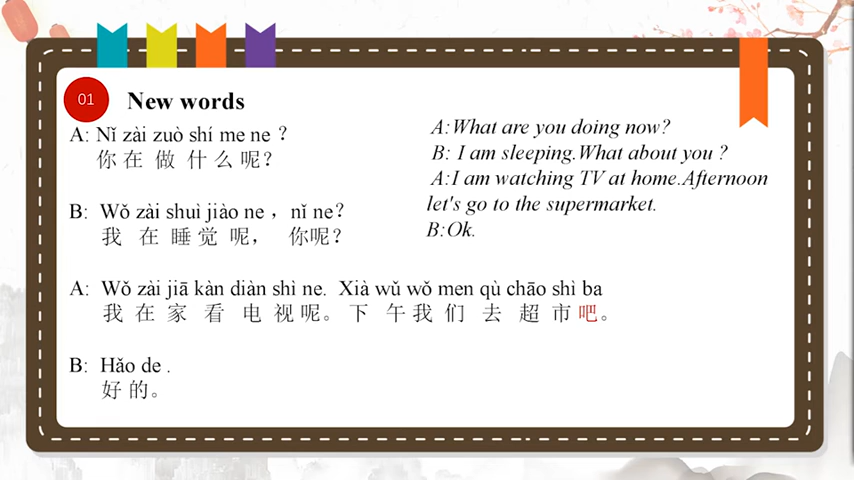 01
New words
A: Nǐ zài zuò shí me ne ?
你 在 做 什 么 呢?
B: Wǒ zài shuì jiào ne , nǐ ne?
我 在 睡 觉 呢, 你呢?
A: Wǒ zài jiā kàn diàn shì ne. Xià wǔ wǒ men qù chāo shì ba
我 在 家 看 电 视 呢。 下 午 我 们 去 超 市 吧。
B: Hǎo de .
好 的。
A:What are you doing now?
B: I am sleeping.What about you ?
A:I am watching TV at home.Afternoon
let's go to the supermarket.
B:Ok.